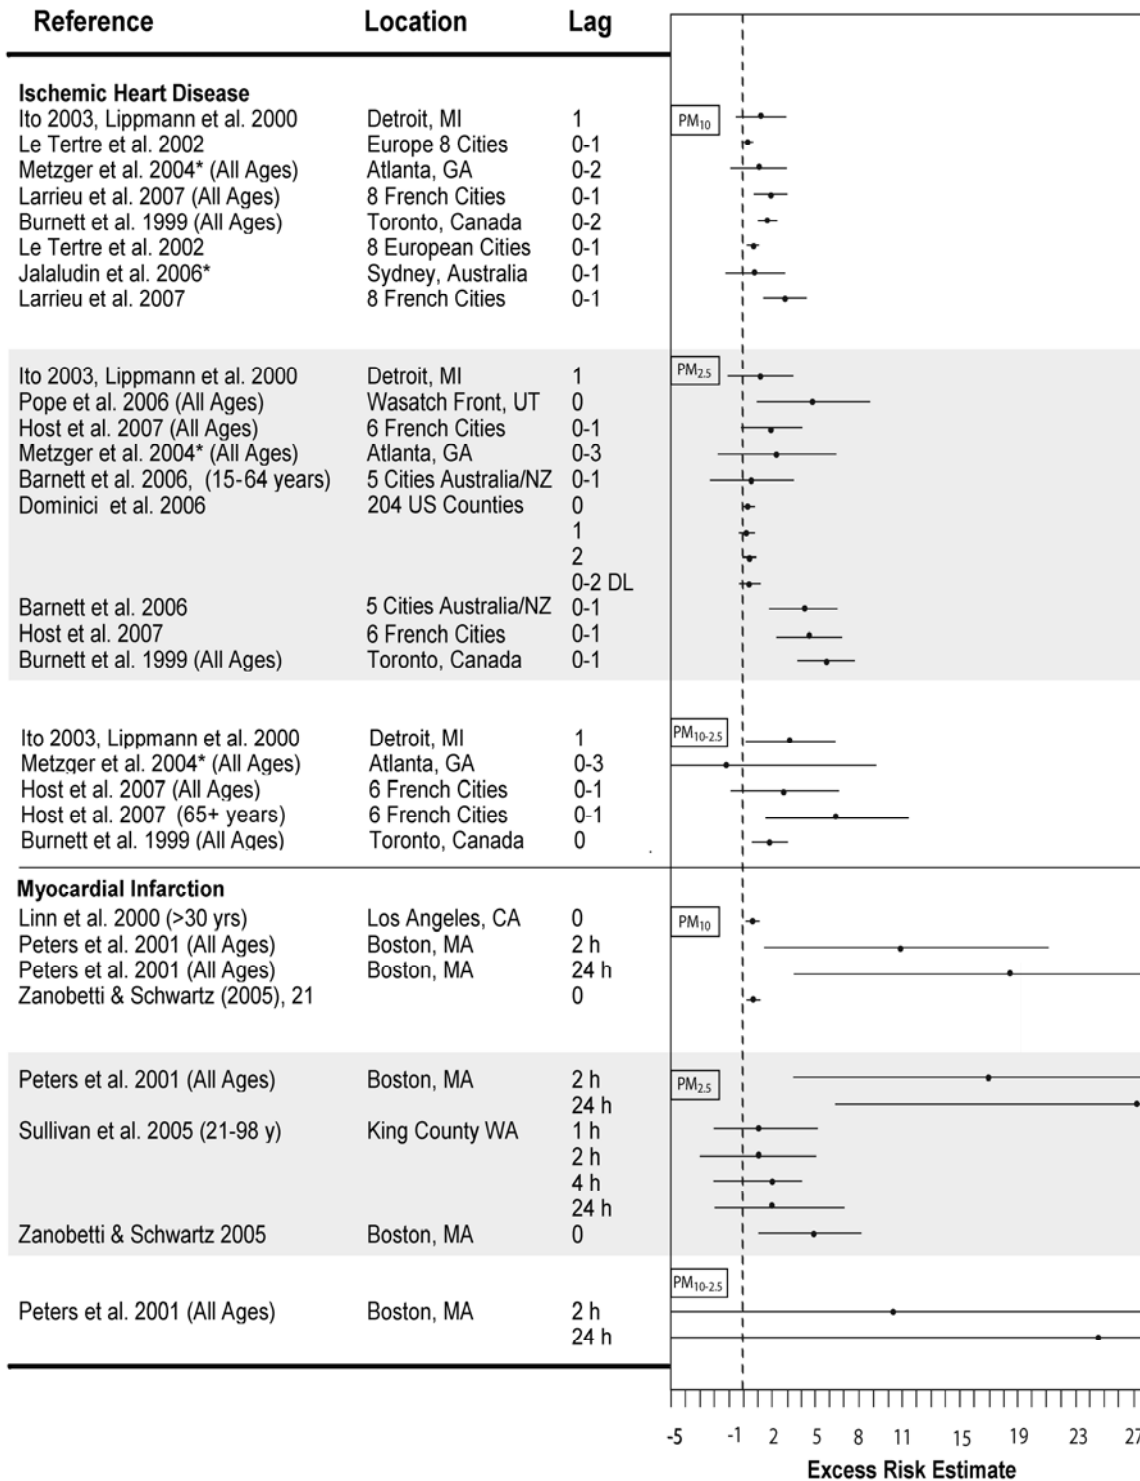 Reference Location Lag
Ischemic Heart Disease
Ito 2003, Lippmann et al. 2000 Detroit, MI 1 PM10
Le Tertre et al. 2002 Europe 8 Cities 0-1
Metzger et al. 2004* (All Ages) Atlanta, GA 0-2
Larrieu et al. 2007 (All Ages) 8 French Cities 0-1
Burnett et al. 1999 (All Ages) Toronto, Canada 0-2
Le Tertre et al. 2002 8 European Cities 0-1
Jalaludin et al. 2006* Sydney, Australia 0-1
Larrieu et al. 2007 8 French Cities 0-1
Ito 2003, Lippmann et al. 2000 Detroit, MI 1 PM2.5
Pope et al. 2006 (All Ages) Wasatch Front, UT 0
Host et al. 2007 (All Ages) 6 French Cities 0-1
Metzger et al. 2004* (All Ages) Atlanta, GA 0-3
Barnett et al. 2006, (15-64 years) 5 Cities Australia/NZ 0-1
Dominici et al. 2006 204 US Counties 0
1
2
0-2 DL
Barnett et al. 2006 5 Cities Australia/NZ 0-1
Host et al. 2007 6 French Cities 0-1
Burnett et al. 1999 (All Ages) Toronto, Canada 0-1
Ito 2003, Lippmann et al. 2000 Detroit, MI 1 PM10-2.5
Metzger et al. 2004* (All Ages) Atlanta, GA 0-3
Host et al. 2007 (All Ages) 6 French Cities 0-1
Host et al. 2007 (65+ years) 6 French Cities 0-1
Burnett et al. 1999 (All Ages) Toronto, Canada 0
Myocardial Infarction
Linn et al. 2000 (>30 yrs) Los Angeles, CA 0 PM10
Peters et al. 2001 (All Ages) Boston, MA 2 h
Peters et al. 2001 (All Ages) Boston, MA 24 h
Zanobetti & Schwartz (2005), 21 0
Peters et al. 2001 (All Ages) Boston, MA 2 h PM2.5
24 h
Sullivan et al. 2005 (21-98 y) King County WA 1 h
2 h
4 h
24 h
Zanobetti & Schwartz 2005 Boston, MA 0
PM10-2.5
Peters et al. 2001 (All Ages) Boston, MA 2 h
24 h
-5 -1 2 5 8 11 15 19 23 27
Excess Risk Estimate